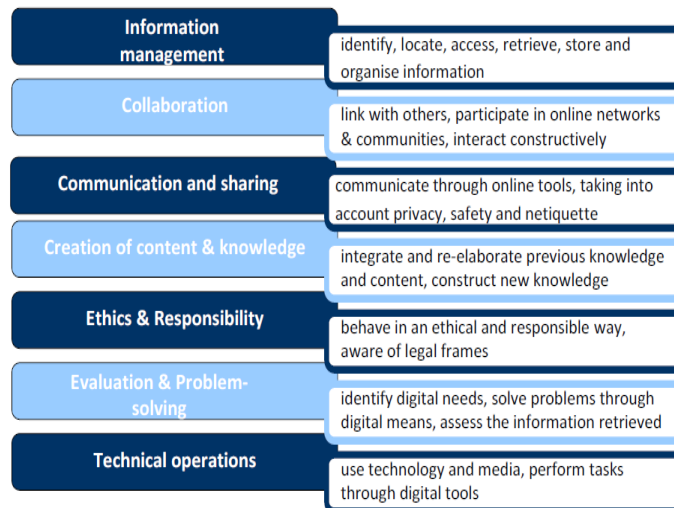 Information
management
identify, locate, access, retrieve, store and
organise information
Collaboration
link with others, participate in online networks
& communities, interact constructively
Communication and sharing
communicate through online tools, taking into
account privacy, safety and netiquette
Creation of content & knowledge
integrate and re-elaborate previous knowledge
and content, construct new knowledge
Ethics & Responsibility
behave in an ethical and responsible way,
aware of legal frames
Evaluation & Problem-
solving
identify digital needs, solve problems through
digital means, assess the information retrieved
Technical operations
use technology and media, perform tasks
through digital tools